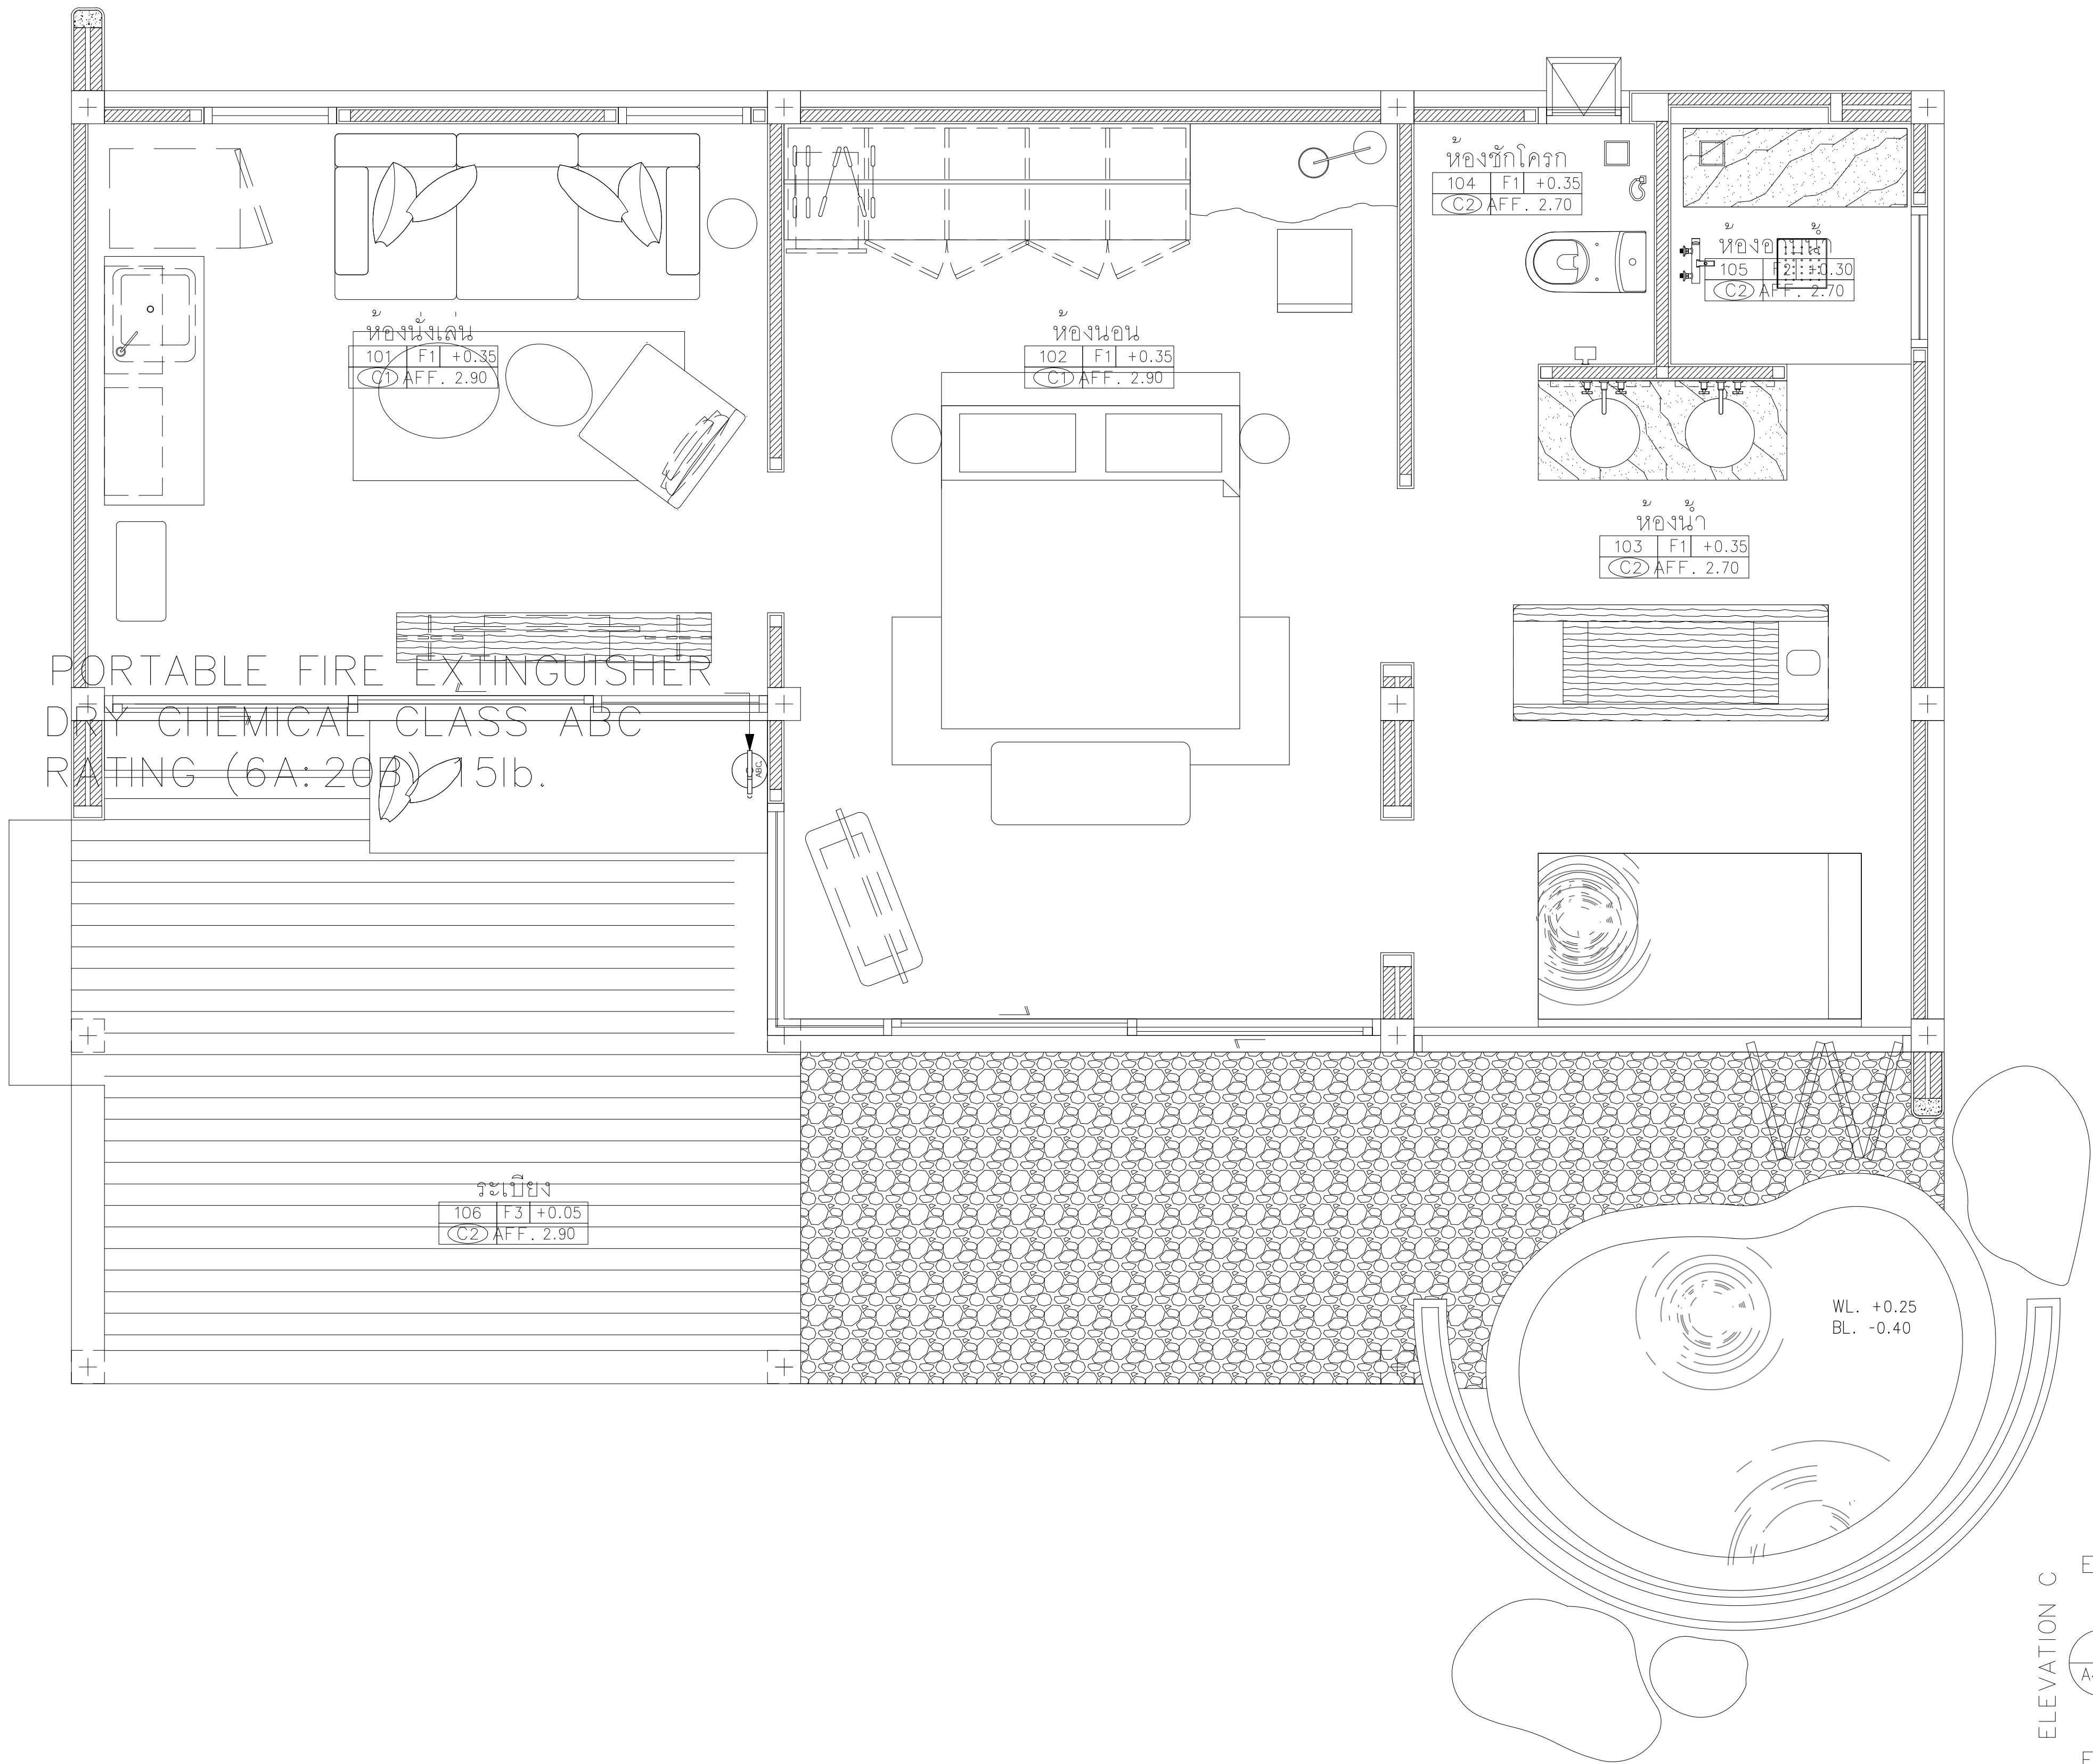 ห้องชักโครก
104 F1 +0.35
C2 AFF. 2.70
105 F2 +0.30
C2 AFF. 2.70
ห้องนั่งเล่น
101 F1 +0.35
C1 AFF. 2.90
ห้องนอน
102 F1 +0.35
C1 AFF. 2.90
ห้องน้ำ
103 F1 +0.35
C2 AFF. 2.70
PORTABLE FIRE EXTINGUISHER
DRY CHEMICAL CLASS ABC
RATING (6A:20B) 15lb.
ABC
ระเบียง
106 F3 +0.05
C2 AFF. 2.90
WL. +0.25
BL. -0.40
ELEVATION C